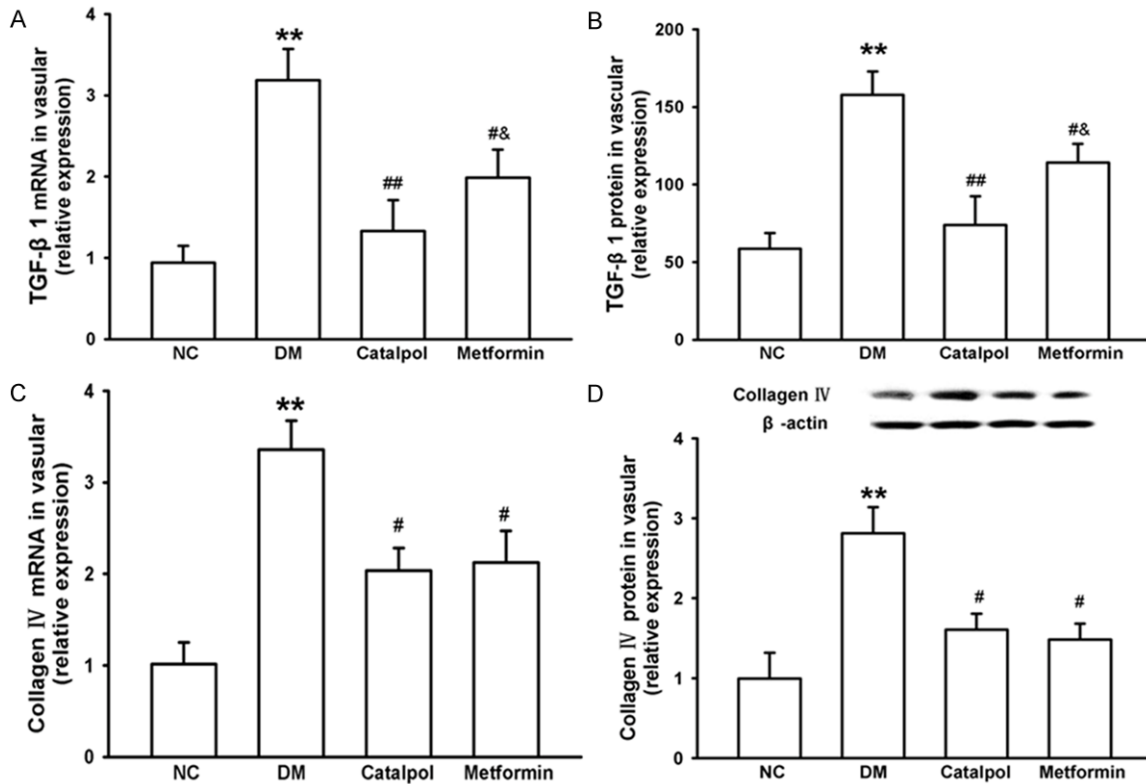 A
TGF-β 1 mRNA in vasular
(relative expression)
4
3
2
1
0
**
##
#&
NC DM Catalpol Metformin
B
TGF-β 1 protein in vascular
(relative expression)
200
150
100
50
0
**
##
#&
NC DM Catalpol Metformin
C
Collagen Ⅳ mRNA in vasular
(relative expression)
4
3
2
1
0
**
#
#
NC DM Catalpol Metformin
D
Collagen Ⅳ
β -actin
Collagen Ⅳ protein in vasular
(relative expression)
4
3
2
1
0
**
#
#
NC DM Catalpol Metformin